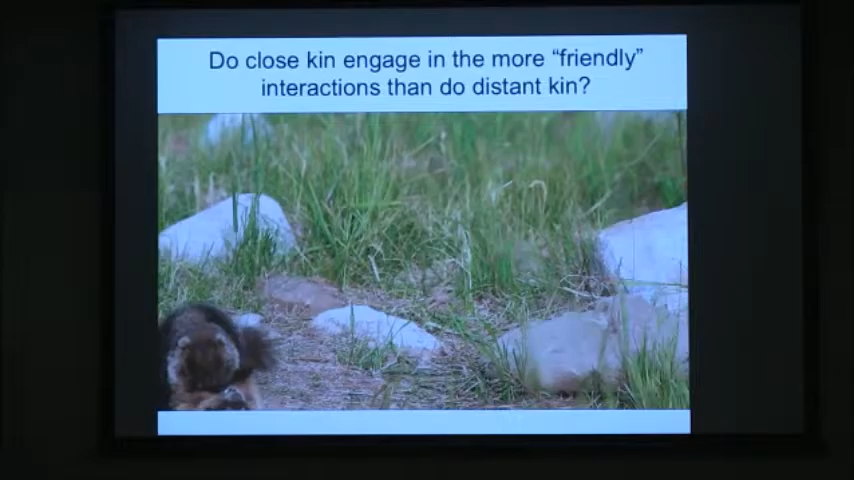 Do close kin engage in the more “friendly”
interactions than do distant kin?